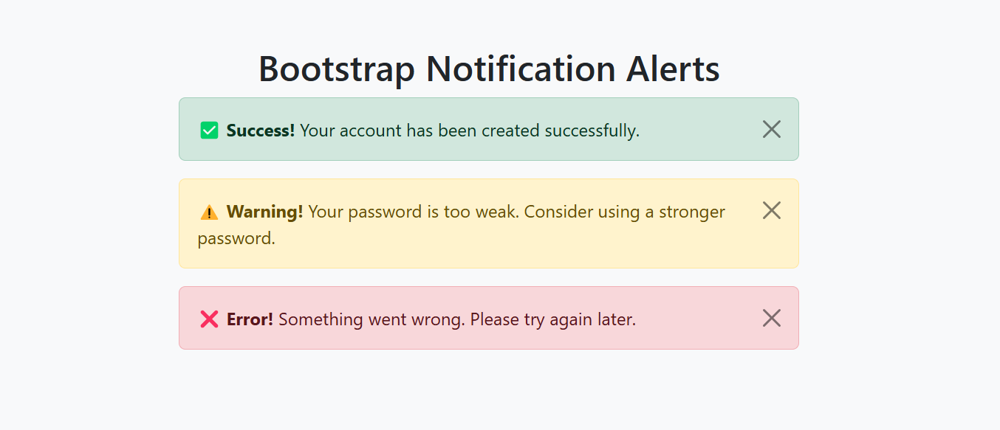 Bootstrap Notification Alerts
✅ Success! Your account has been created successfully.
⚠️ Warning! Your password is too weak. Consider using a stronger
password.
❌ Error! Something went wrong. Please try again later.